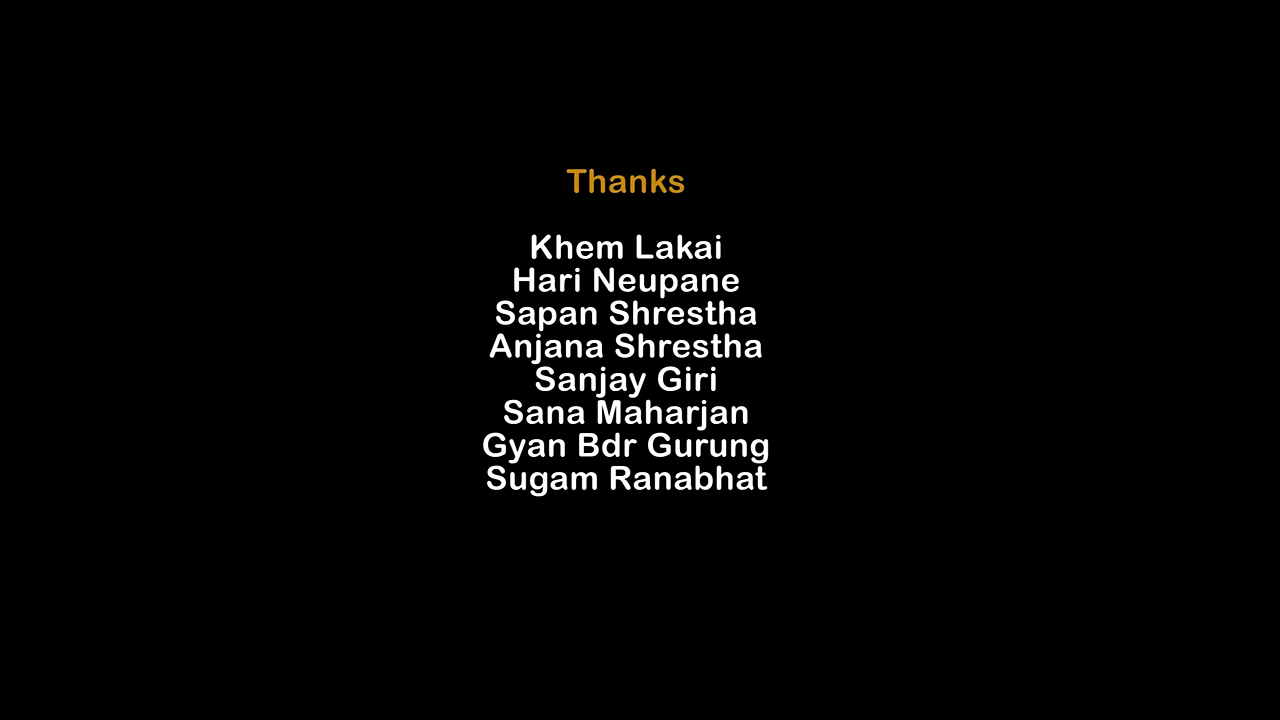 Thanks
Khem Lakai
Hari Neupane
Sapan Shrestha
Anjana Shrestha
Sanjay Giri
Sana Maharjan
Gyan Bdr Gurung
Sugam Ranabhat